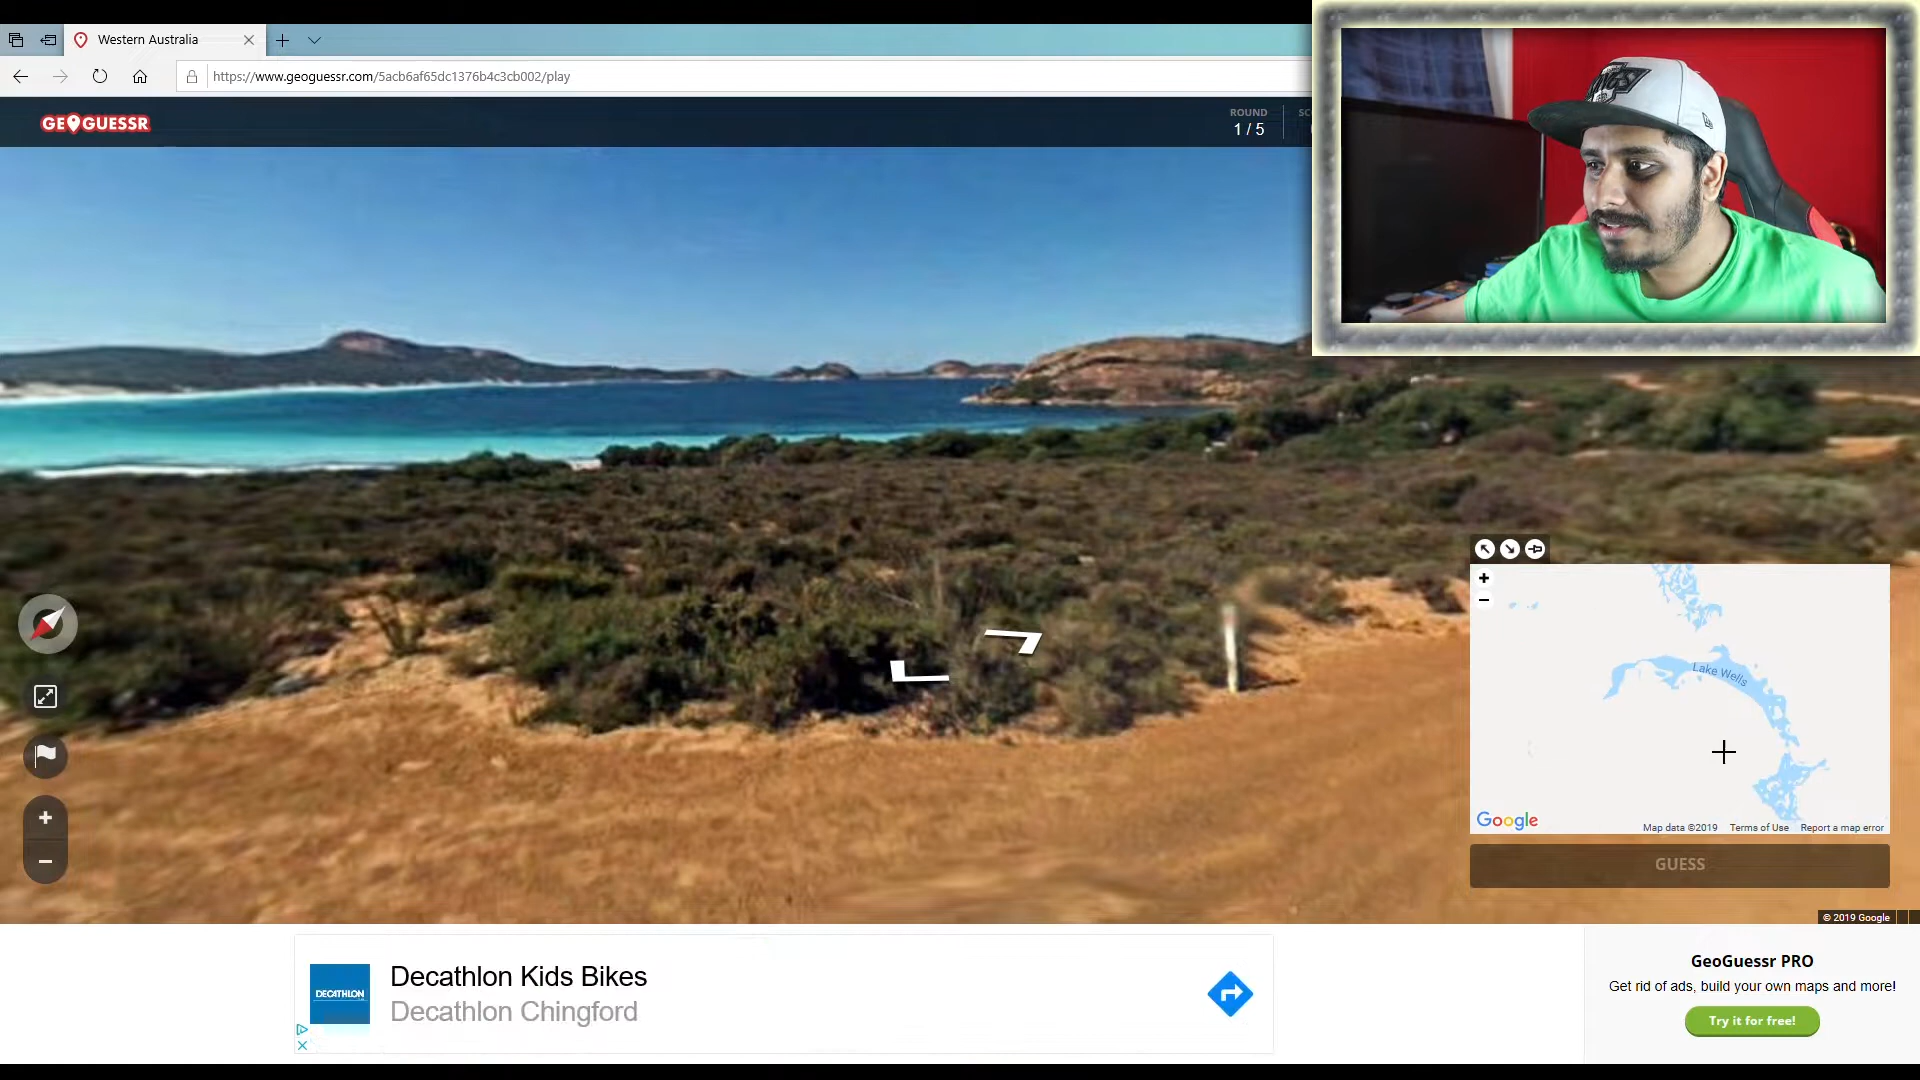 Western Australia
https://www.geoguessr.com/5acb6af65dc1376b4c3cb002/play
GEOGUESSR
ROUND
1 / 5
Lake Wells
Google
Map data ©2019 Terms of Use Report a map error
GUESS
© 2019 Google
DECATHLON
Decathlon Kids Bikes
Decathlon Chingford
GeoGuessr PRO
Get rid of ads, build your own maps and more!
Try it for free!